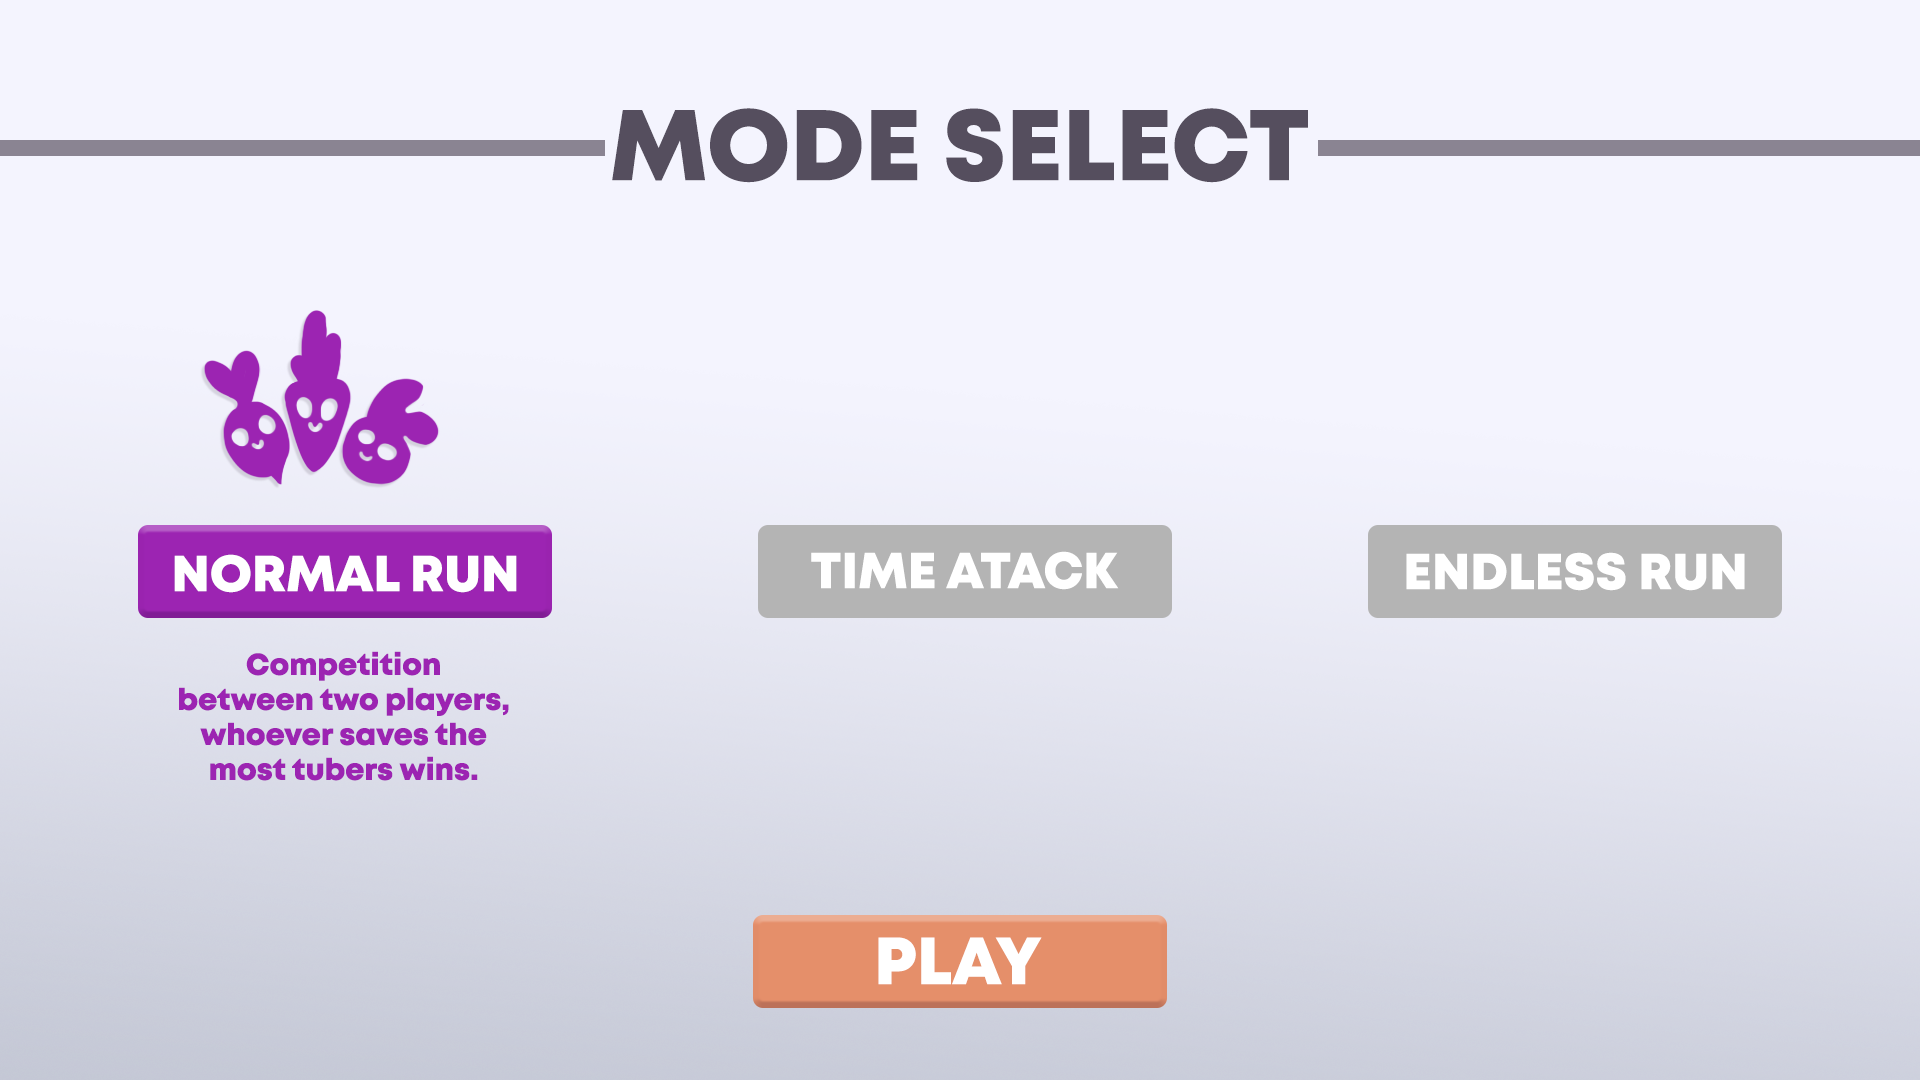 MODE SELECT
NORMAL RUN
TIME ATACK
ENDLESS RUN
Competition
between two players,
whoever saves the
most tubers wins.
PLAY